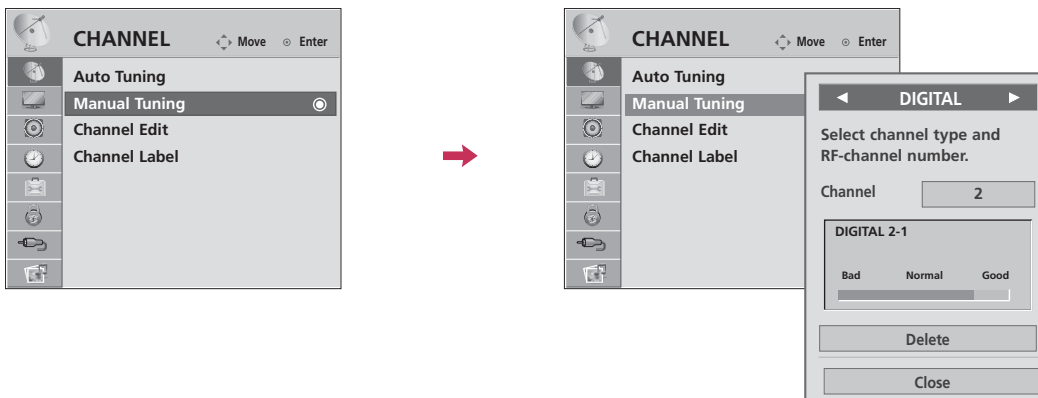 CHANNEL Move Enter
Auto Tuning
Manual Tuning
Channel Edit
Channel Label
CHANNEL Move Enter
Auto Tuning
Manual Tuning
Channel Edit
Channel Label
◀ DIGITAL ▶
Select channel type and
RF-channel number.
Channel 2
DIGITAL 2-1
Bad Normal Good
Delete
Close